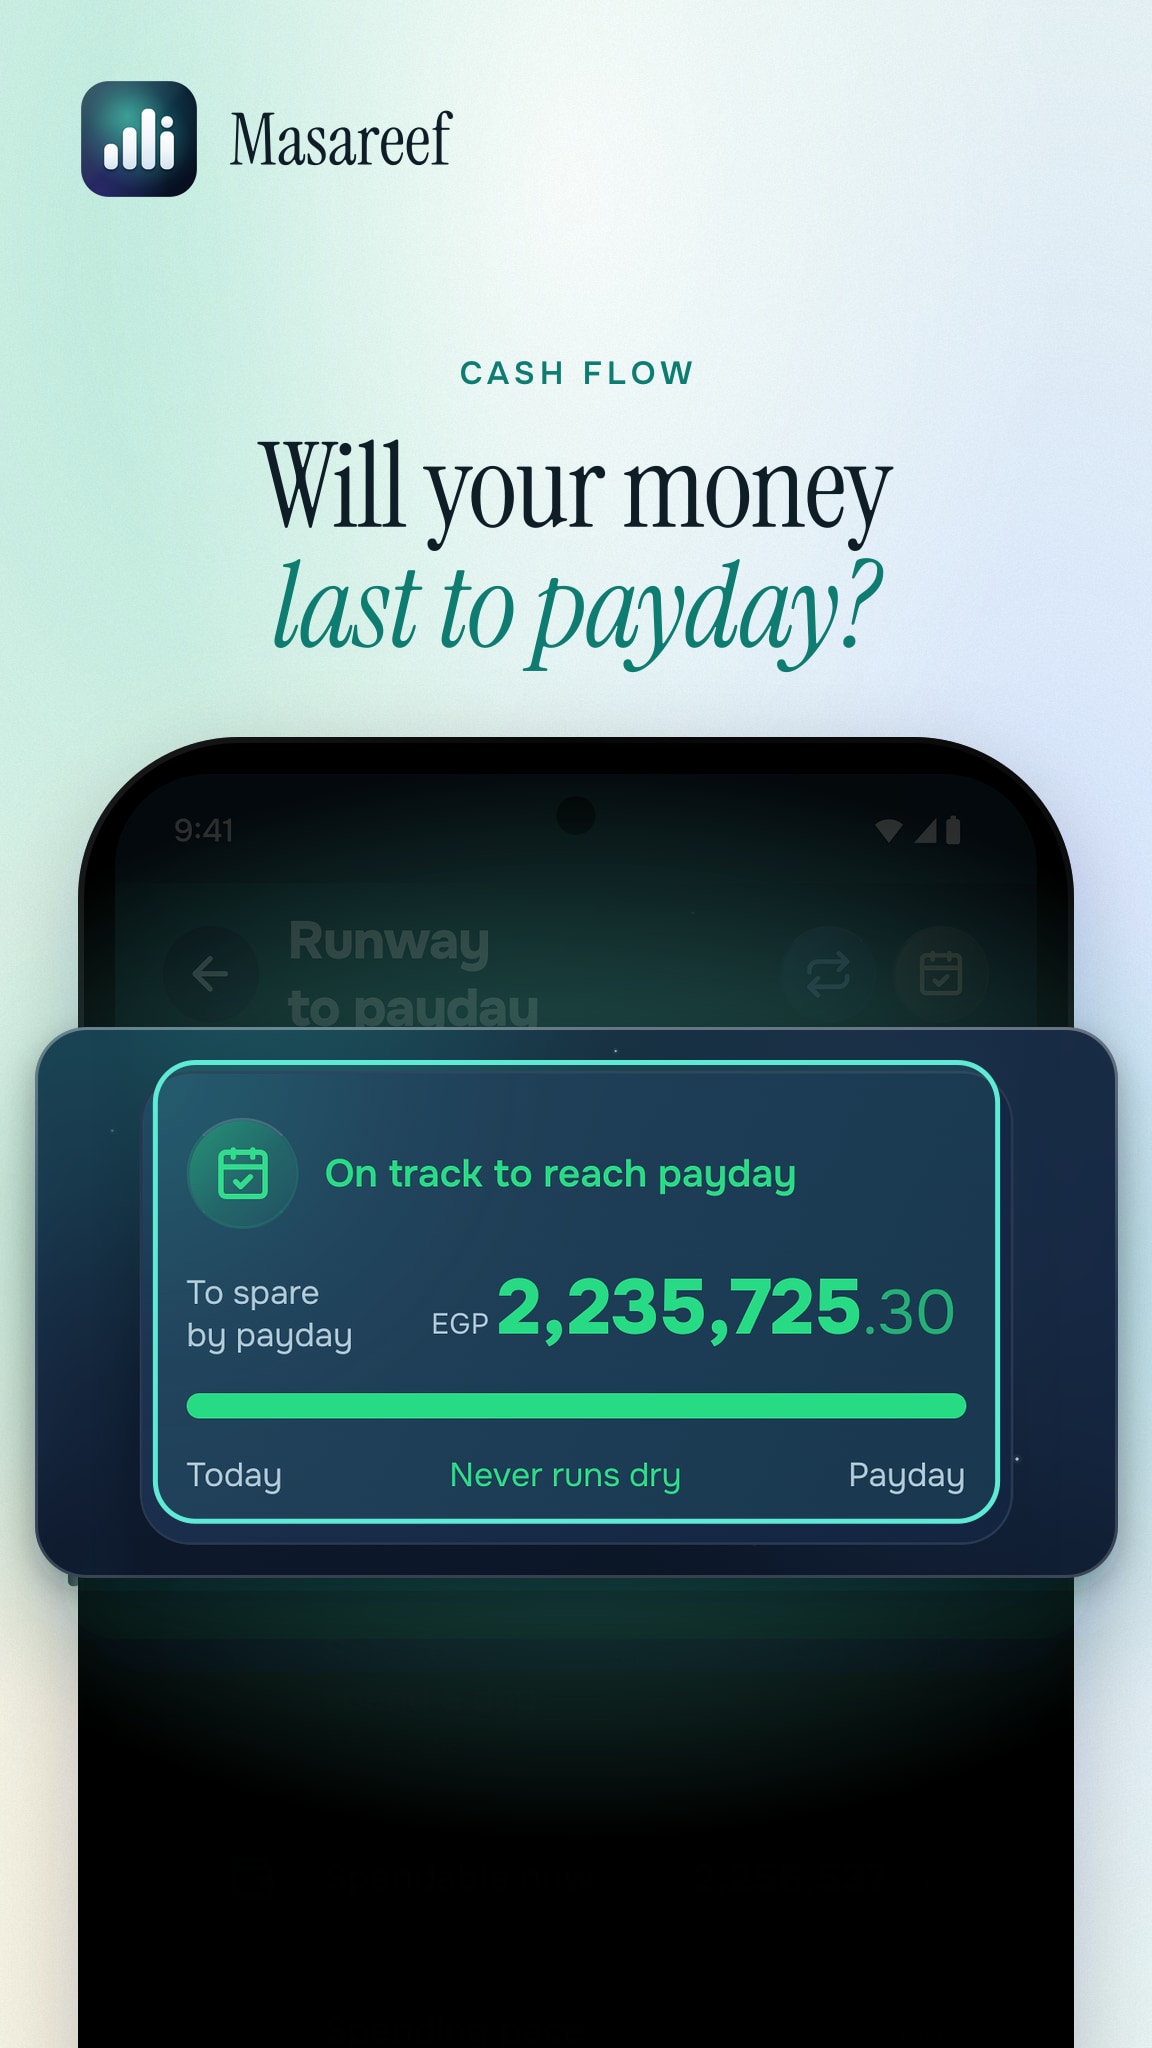 Masareef
CASH FLOW
Will your money
last to payday?
9:41
Runway
to payday
On track to reach payday
To spare
by payday
EGP 2,235,725.30
Today
Never runs dry
Payday